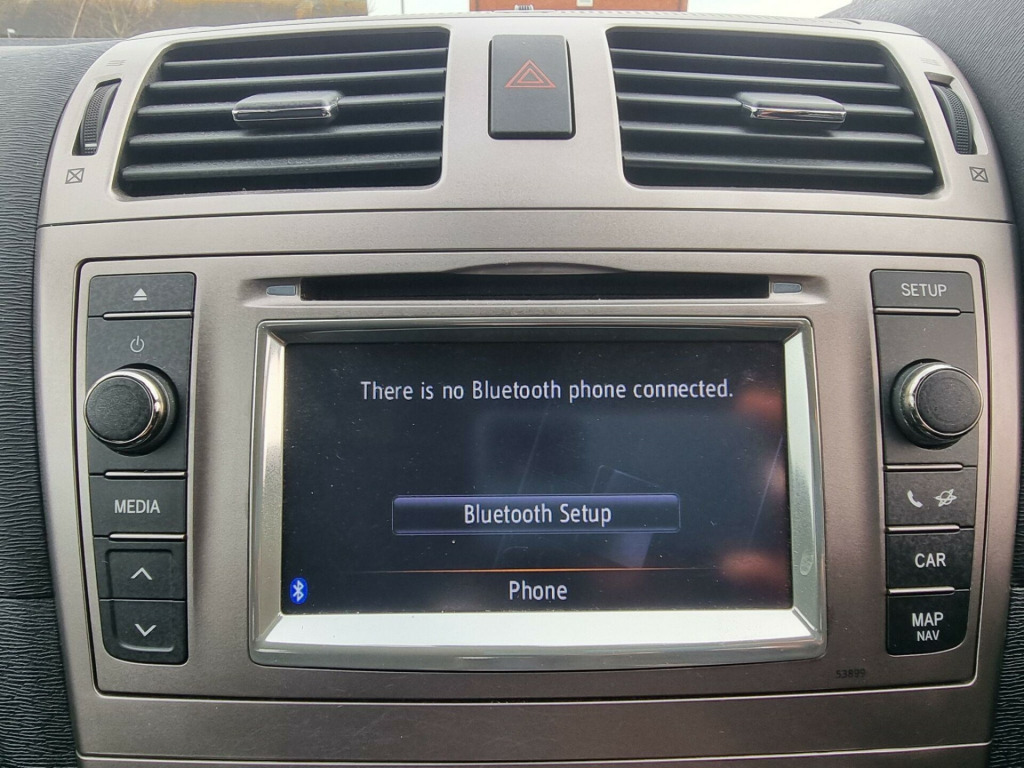 SETUP
There is no Bluetooth phone connected.
MEDIA
Bluetooth Setup
CAR
Phone
MAP
NAV
53899